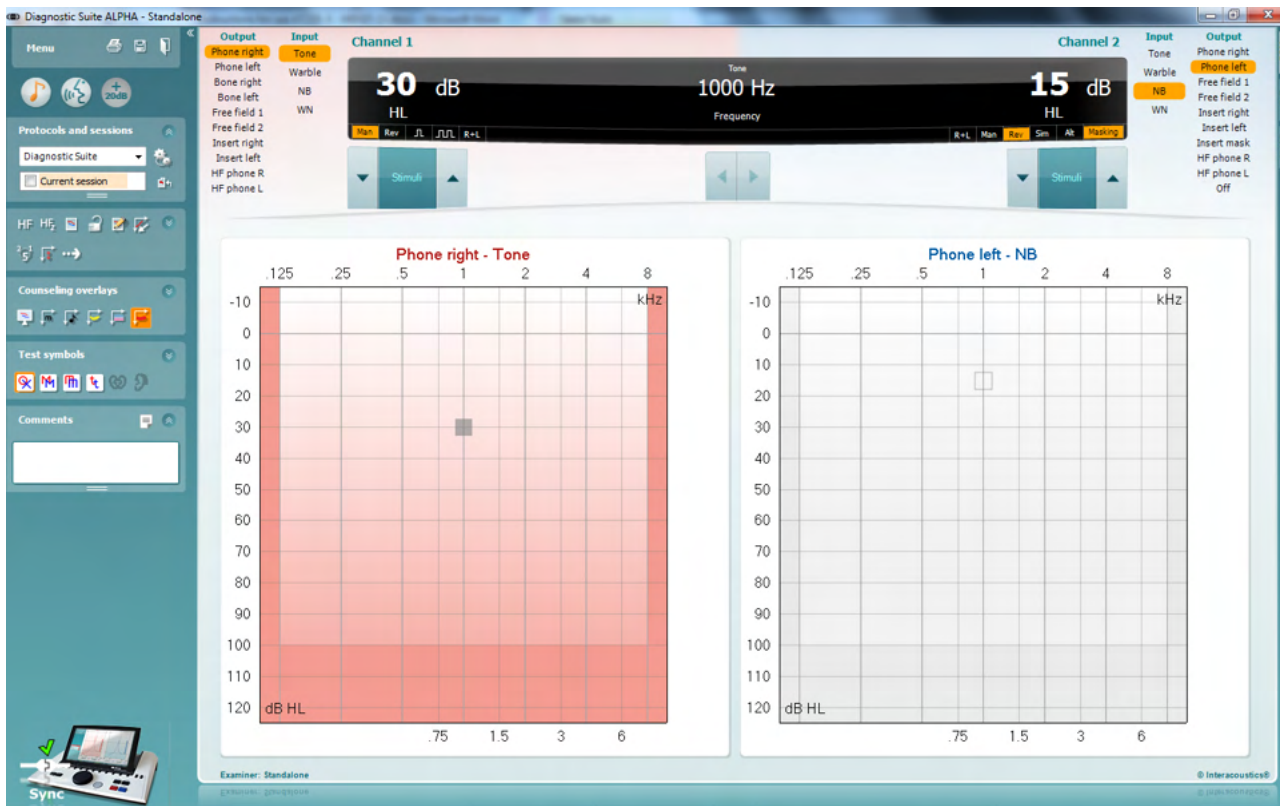 Diagnostic Suite ALPHA - Standalone
Menu
+
20dB
Protocols and sessions
Diagnostic Suite
Current session
HF HF₂
Counseling overlays
Test symbols
Comments
Sync
Output
Phone right
Phone left
Bone right
Bone left
Free field 1
Free field 2
Insert right
Insert left
HF phone R
HF phone L
Input
Tone
Warble
NB
WN
Channel 1
30 dB
HL
Man Rev R+L
Stimuli
Tone
1000 Hz
Frequency
Channel 2
15 dB
HL
R+L Man Rev Sim Alt Masking
Stimuli
Input
Tone
Warble
NB
WN
Output
Phone right
Phone left
Free field 1
Free field 2
Insert right
Insert left
Insert mask
HF phone R
HF phone L
Off
Phone right - Tone
.125 .25 .5 1 2 4 8
kHz
-10
0
10
20
30
40
50
60
70
80
90
100
110
120
dB HL
.75 1.5 3 6
Phone left - NB
.125 .25 .5 1 2 4 8
kHz
-10
0
10
20
30
40
50
60
70
80
90
100
110
120
dB HL
.75 1.5 3 6
Examiner: Standalone
© Interacoustics®